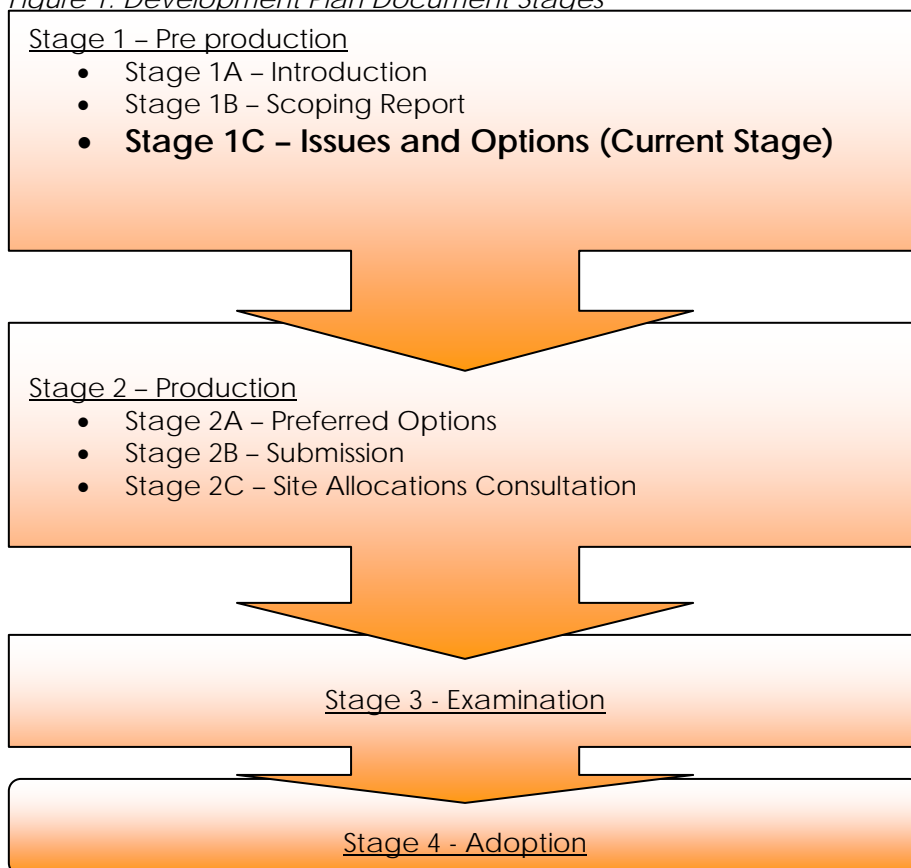 Figure 1: Development Plan Document Stages
Stage 1 – Pre production
• Stage 1A – Introduction
• Stage 1B – Scoping Report
• Stage 1C – Issues and Options (Current Stage)
Stage 2 – Production
• Stage 2A – Preferred Options
• Stage 2B – Submission
• Stage 2C – Site Allocations Consultation
Stage 3 - Examination
Stage 4 - Adoption